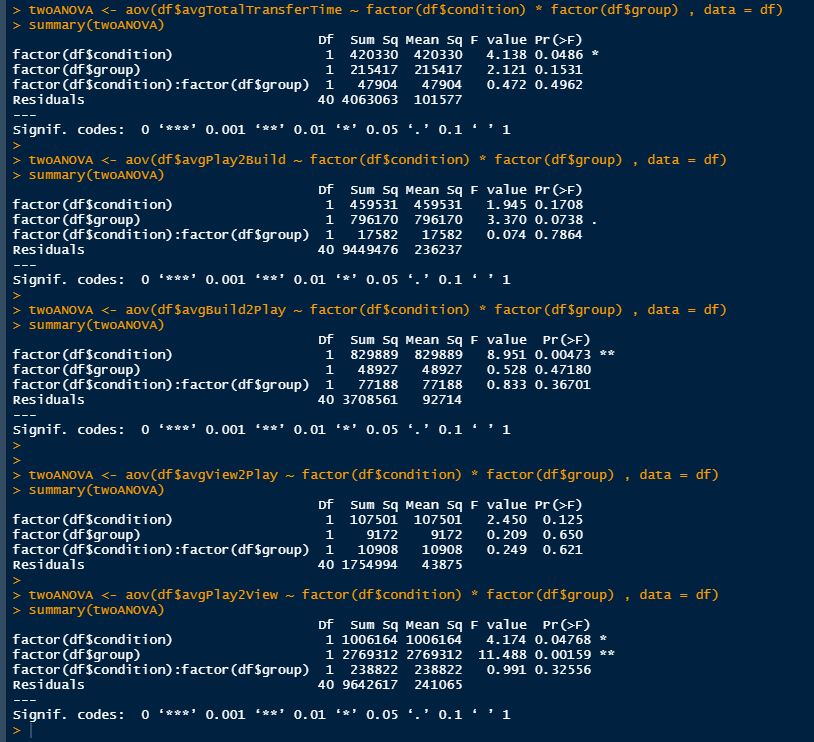 > twoANOVA <- aov(df$avgTotalTransferTime ~ factor(df$condition) * factor(df$group) , data = df)
> summary(twoANOVA)
Df Sum Sq Mean Sq F value Pr(>F)
factor(df$condition) 1 420330 420330 4.138 0.0486 *
factor(df$group) 1 215417 215417 2.121 0.1531
factor(df$condition):factor(df$group) 1 47904 47904 0.472 0.4962
Residuals 40 4063063 101577
---
Signif. codes: 0 ‘***’ 0.001 ‘**’ 0.01 ‘*’ 0.05 ‘.’ 0.1 ‘ ’ 1
>
> twoANOVA <- aov(df$avgPlay2Build ~ factor(df$condition) * factor(df$group) , data = df)
> summary(twoANOVA)
Df Sum Sq Mean Sq F value Pr(>F)
factor(df$condition) 1 459531 459531 1.945 0.1708
factor(df$group) 1 796170 796170 3.370 0.0738 .
factor(df$condition):factor(df$group) 1 17582 17582 0.074 0.7864
Residuals 40 9449476 236237
---
Signif. codes: 0 ‘***’ 0.001 ‘**’ 0.01 ‘*’ 0.05 ‘.’ 0.1 ‘ ’ 1
>
> twoANOVA <- aov(df$avgBuild2Play ~ factor(df$condition) * factor(df$group) , data = df)
> summary(twoANOVA)
Df Sum Sq Mean Sq F value Pr(>F)
factor(df$condition) 1 829889 829889 8.951 0.00473 **
factor(df$group) 1 48927 48927 0.528 0.47180
factor(df$condition):factor(df$group) 1 77188 77188 0.833 0.36701
Residuals 40 3708561 92714
---
Signif. codes: 0 ‘***’ 0.001 ‘**’ 0.01 ‘*’ 0.05 ‘.’ 0.1 ‘ ’ 1
>
>
> twoANOVA <- aov(df$avgView2Play ~ factor(df$condition) * factor(df$group) , data = df)
> summary(twoANOVA)
Df Sum Sq Mean Sq F value Pr(>F)
factor(df$condition) 1 107501 107501 2.450 0.125
factor(df$group) 1 9172 9172 0.209 0.650
factor(df$condition):factor(df$group) 1 10908 10908 0.249 0.621
Residuals 40 1754994 43875
>
> twoANOVA <- aov(df$avgPlay2View ~ factor(df$condition) * factor(df$group) , data = df)
> summary(twoANOVA)
Df Sum Sq Mean Sq F value Pr(>F)
factor(df$condition) 1 1006164 1006164 4.174 0.04768 *
factor(df$group) 1 2769312 2769312 11.488 0.00159 **
factor(df$condition):factor(df$group) 1 238822 238822 0.991 0.32556
Residuals 40 9642617 241065
---
Signif. codes: 0 ‘***’ 0.001 ‘**’ 0.01 ‘*’ 0.05 ‘.’ 0.1 ‘ ’ 1
>